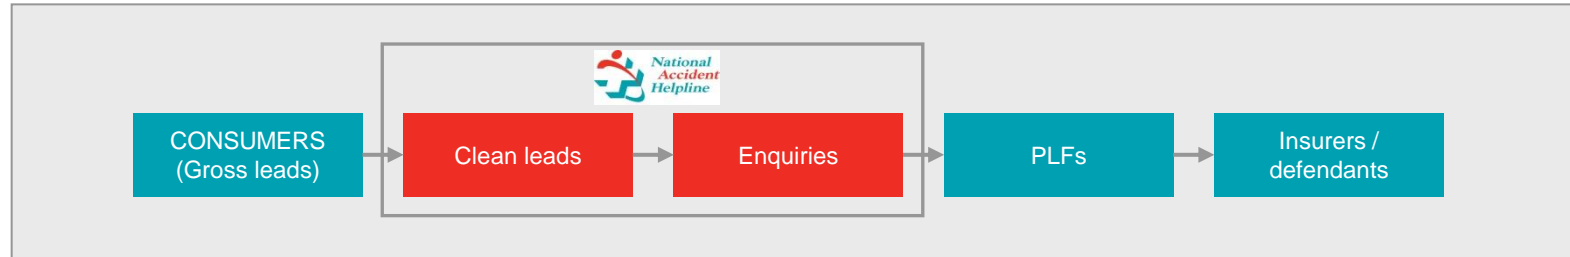 National
Accident
Helpline
CONSUMERS
(Gross leads)
Clean leads
Enquiries
PLFs
Insurers /
defendants